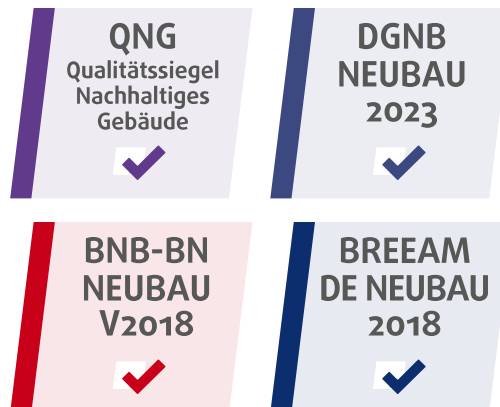 QNG
Qualitätssiegel
Nachhaltiges
Gebäude
DGNB
NEUBAU
2023
BNB-BN
NEUBAU
V2018
BREEAM
DE NEUBAU
2018